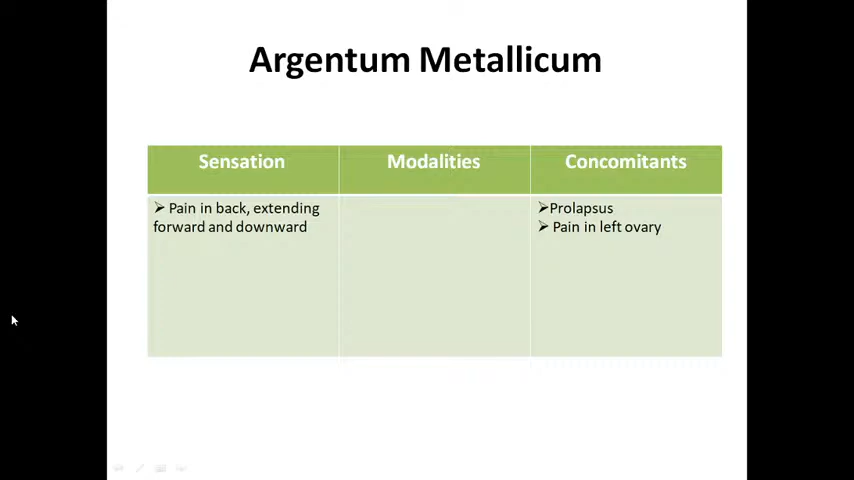 Argentum Metallicum
Sensation
Modalities
Concomitants
➢ Pain in back, extending
forward and downward
➢Prolapsus
➢ Pain in left ovary